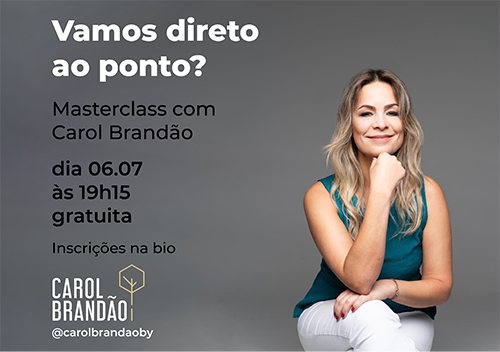 Vamos direto
ao ponto?
Masterclass com
Carol Brandão
dia 06.07
às 19h15
gratuita
Inscrições na bio
CAROL
BRANDÃO
@carolbrandaoby